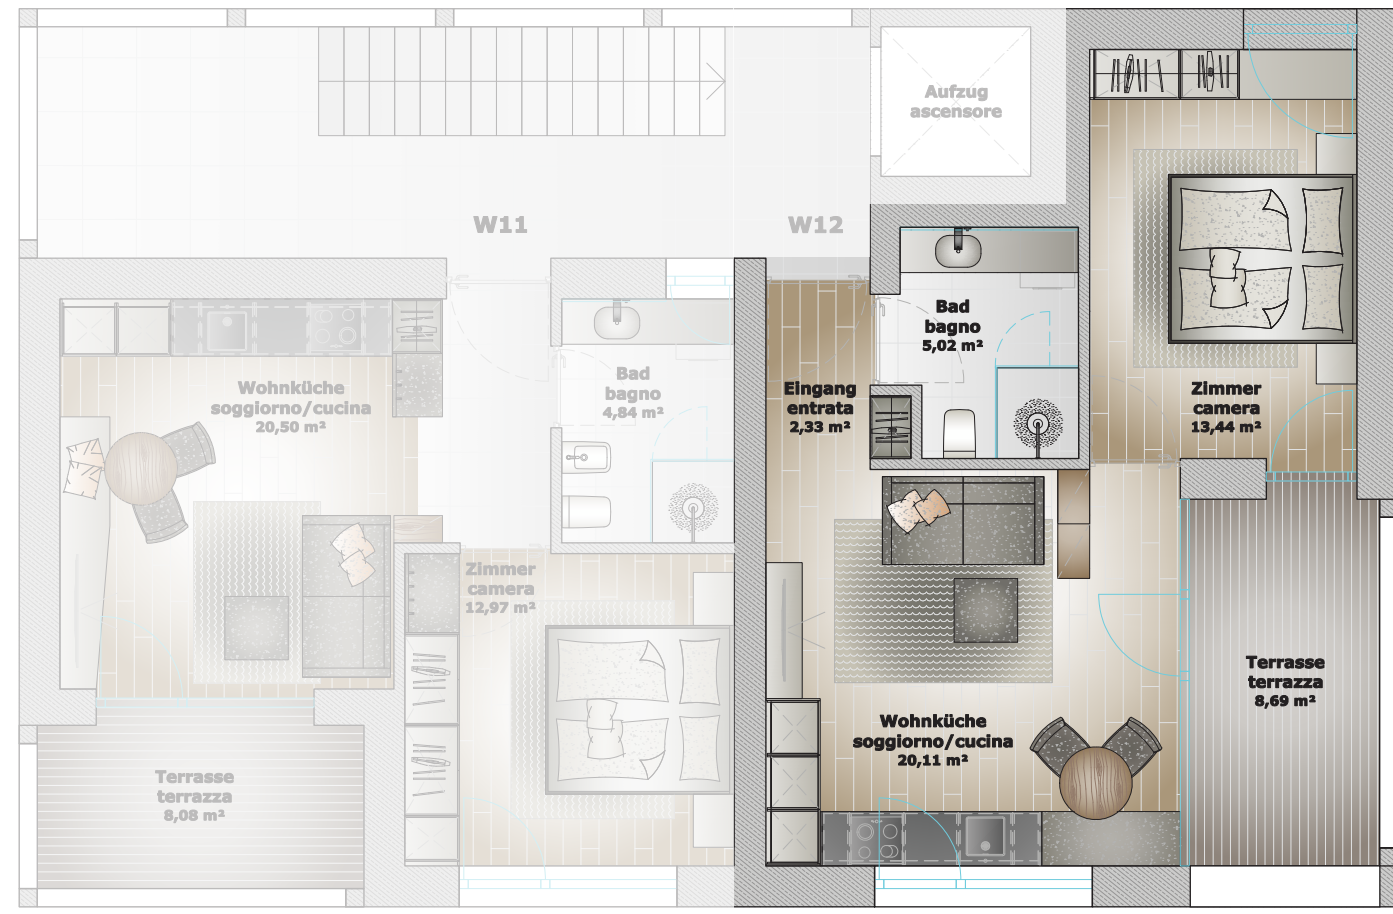 Aufzug
ascensore
W11
W12
Wohnküche
soggiorno/cucina
20,50 m²
Bad
bagno
4,84 m²
Zimmer
camera
12,97 m²
Terrasse
terrazza
8,08 m²
Eingang
entrata
2,33 m²
Bad
bagno
5,02 m²
Zimmer
camera
13,44 m²
Wohnküche
soggiorno/cucina
20,11 m²
Terrasse
terrazza
8,69 m²